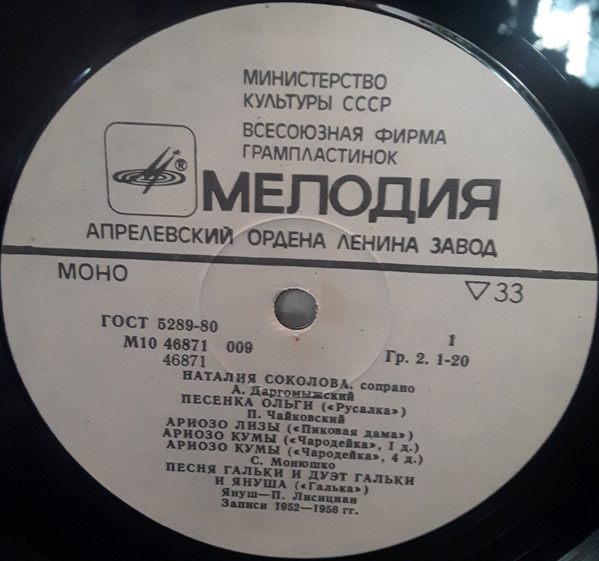 МИНИСТЕРСТВО
КУЛЬТУРЫ СССР
ВСЕСОЮЗНАЯ ФИРМА
ГРАМПЛАСТИНОК
®
МЕЛОДИЯ
АПРЕЛЕВСКИЙ ОРДЕНА ЛЕНИНА ЗАВОД
МОНО
▽ 33
ГОСТ 5289-80
М10 46871 009
46871
1
Гр. 2. 1-20
НАТАЛИЯ СОКОЛОВА, сопрано
А. Даргомыжский
ПЕСЕНКА ОЛЬГИ («Русалка»)
П. Чайковский
АРИОЗО ЛИЗЫ («Пиковая дама»)
АРИОЗО КУМЫ («Чародейка», 1 д.)
АРИОЗО КУМЫ («Чародейка», 4 д.)
С. Монюшко
ПЕСНЯ ГАЛЬКИ И ДУЭТ ГАЛЬКИ
И ЯНУША («Галька»)
Януш—П. Лисициан
Записи 1952—1956 гг.